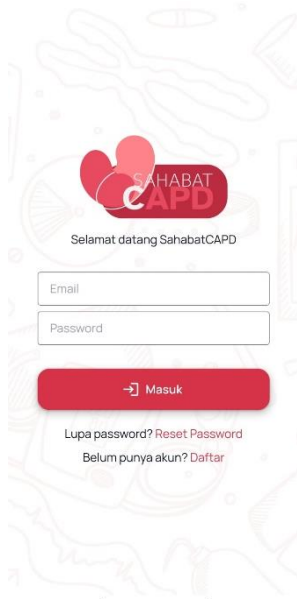 SAHABAT
CAPD
Selamat datang SahabatCAPD
Email
Password
Masuk
Lupa password? Reset Password
Belum punya akun? Daftar